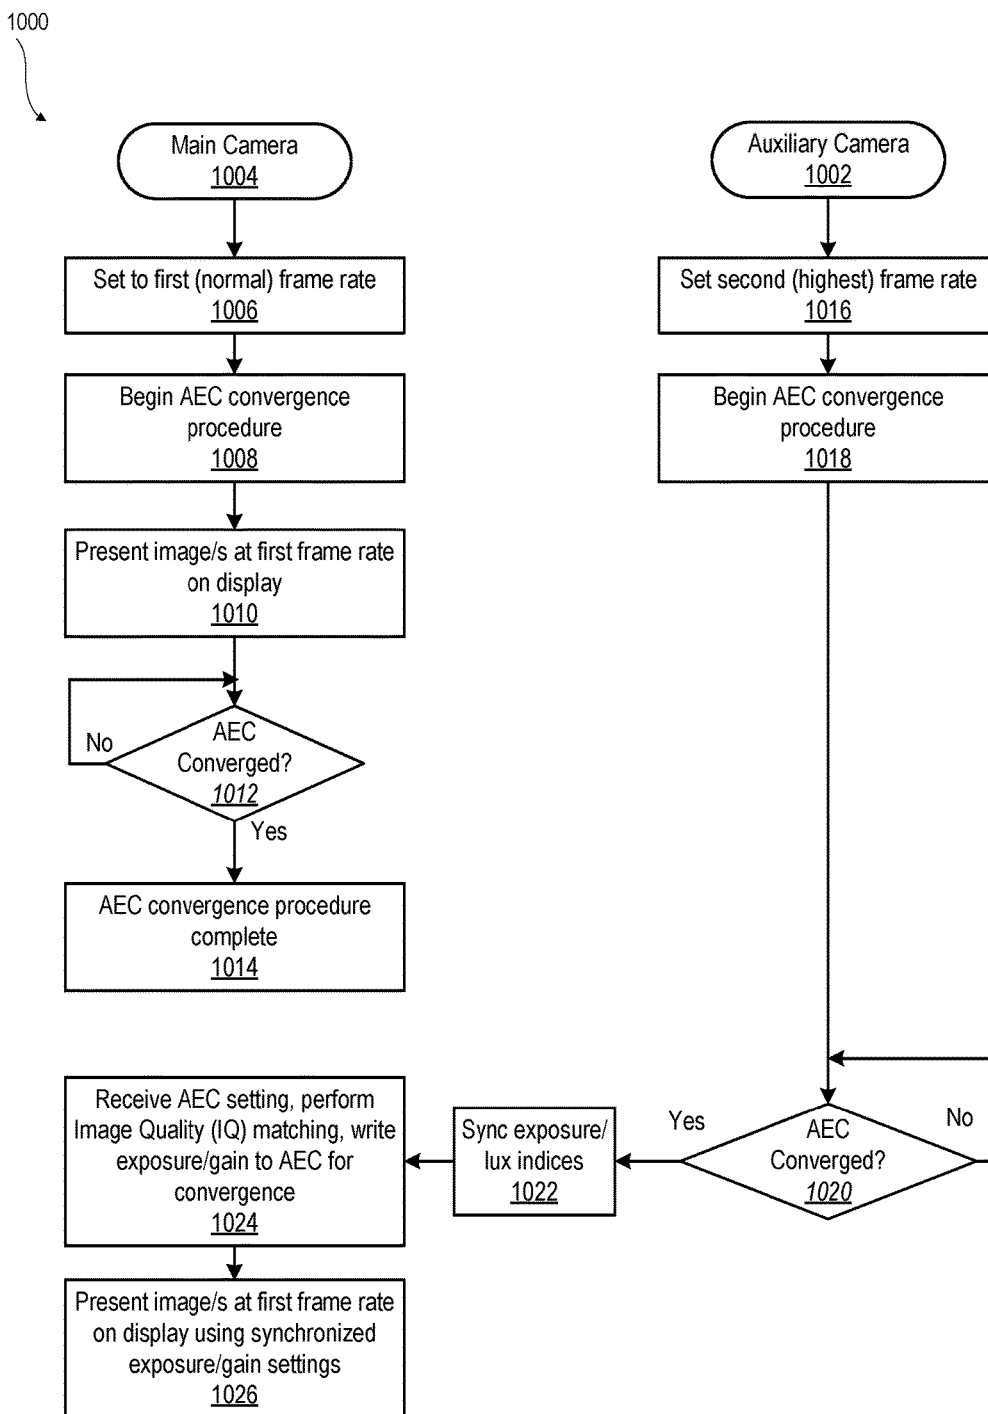 1000
Main Camera
1004
Set to first (normal) frame rate
1006
Begin AEC convergence
procedure
1008
Present image/s at first frame rate
on display
1010
No
AEC
Converged?
1012
Yes
AEC convergence procedure
complete
1014
Auxiliary Camera
1002
Set second (highest) frame rate
1016
Begin AEC convergence
procedure
1018
AEC
Converged?
1020
No
Yes
Sync exposure/
lux indices
1022
Receive AEC setting, perform
Image Quality (IQ) matching, write
exposure/gain to AEC for
convergence
1024
Present image/s at first frame rate
on display using synchronized
exposure/gain settings
1026